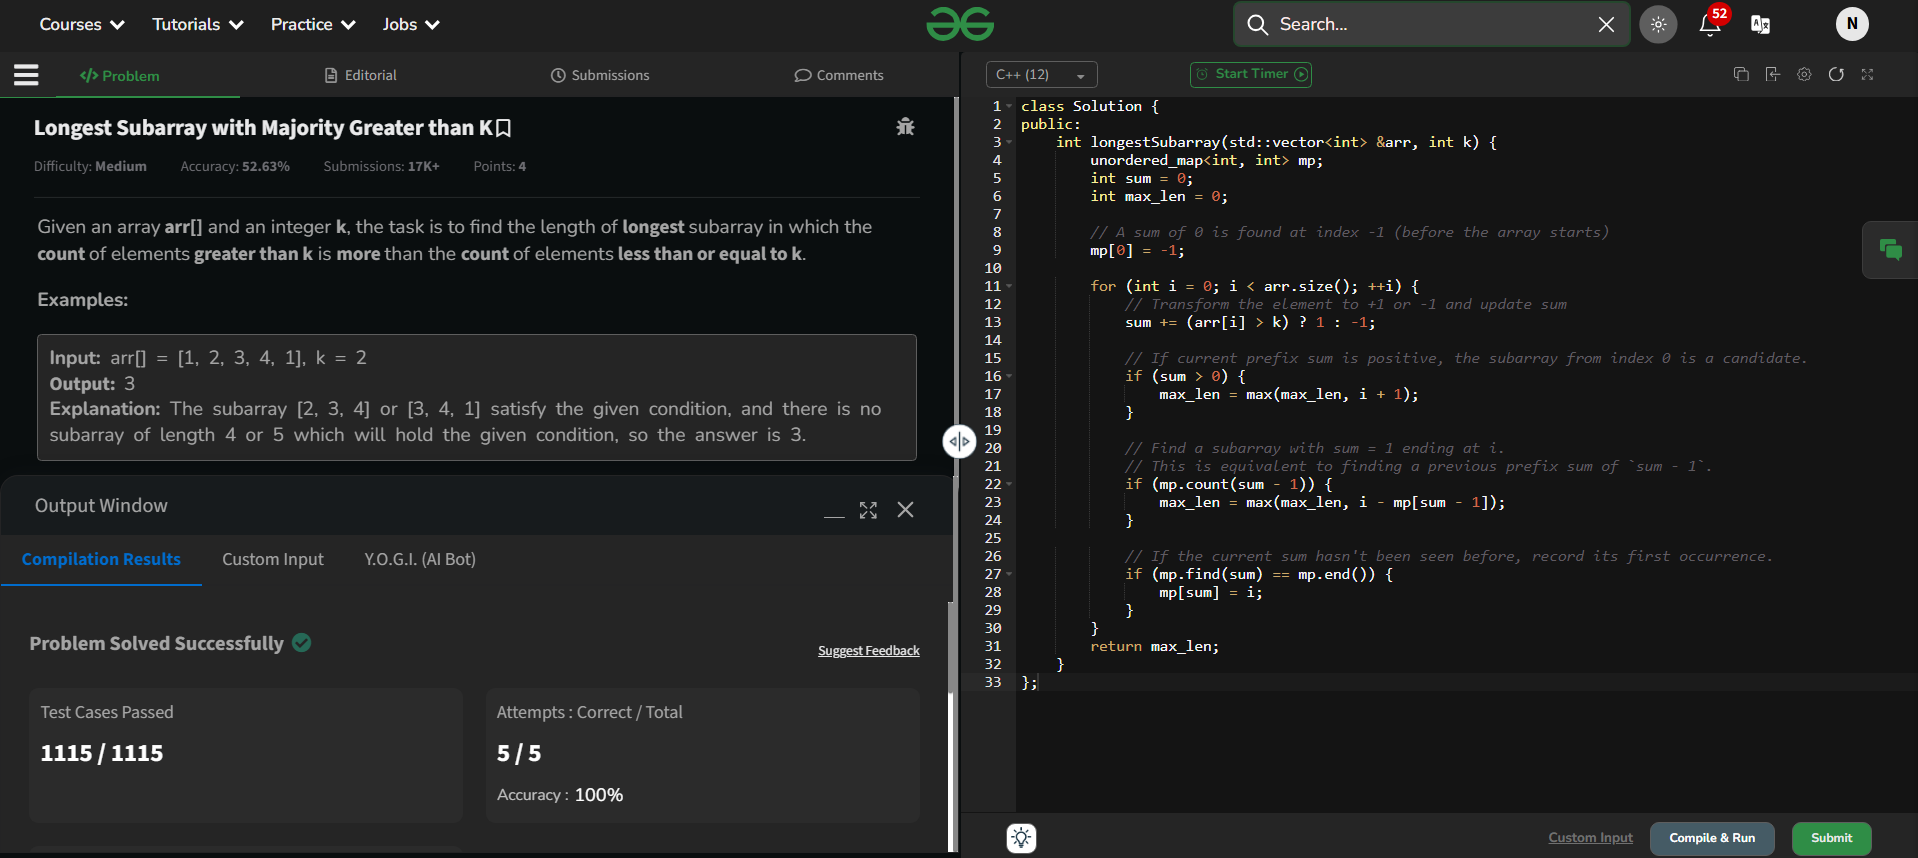 Courses Tutorials Practice Jobs Search... 52 N
Problem Editorial Submissions Comments
Longest Subarray with Majority Greater than K
Difficulty: Medium Accuracy: 52.63% Submissions: 17K+ Points: 4
Given an array arr[] and an integer k, the task is to find the length of longest subarray in which the
count of elements greater than k is more than the count of elements less than or equal to k.
Examples:
Input: arr[] = [1, 2, 3, 4, 1], k = 2
Output: 3
Explanation: The subarray [2, 3, 4] or [3, 4, 1] satisfy the given condition, and there is no
subarray of length 4 or 5 which will hold the given condition, so the answer is 3.
Output Window
Compilation Results Custom Input Y.O.G.I. (AI Bot)
Problem Solved Successfully
Suggest Feedback
Test Cases Passed
1115 / 1115
Attempts : Correct / Total
5 / 5
Accuracy : 100%
C++ (12) Start Timer
1 class Solution {
2 public:
3 int longestSubarray(std::vector<int> &arr, int k) {
4 unordered_map<int, int> mp;
5 int sum = 0;
6 int max_len = 0;
7
8 // A sum of 0 is found at index -1 (before the array starts)
9 mp[0] = -1;
10
11 for (int i = 0; i < arr.size(); ++i) {
12 // Transform the element to +1 or -1 and update sum
13 sum += (arr[i] > k) ? 1 : -1;
14
15 // If current prefix sum is positive, the subarray from index 0 is a candidate.
16 if (sum > 0) {
17 max_len = max(max_len, i + 1);
18 }
19
20 // Find a subarray with sum = 1 ending at i.
21 // This is equivalent to finding a previous prefix sum of `sum - 1`.
22 if (mp.count(sum - 1)) {
23 max_len = max(max_len, i - mp[sum - 1]);
24 }
25
26 // If the current sum hasn't been seen before, record its first occurrence.
27 if (mp.find(sum) == mp.end()) {
28 mp[sum] = i;
29 }
30 }
31 return max_len;
32 }
33 };
Custom Input Compile & Run Submit